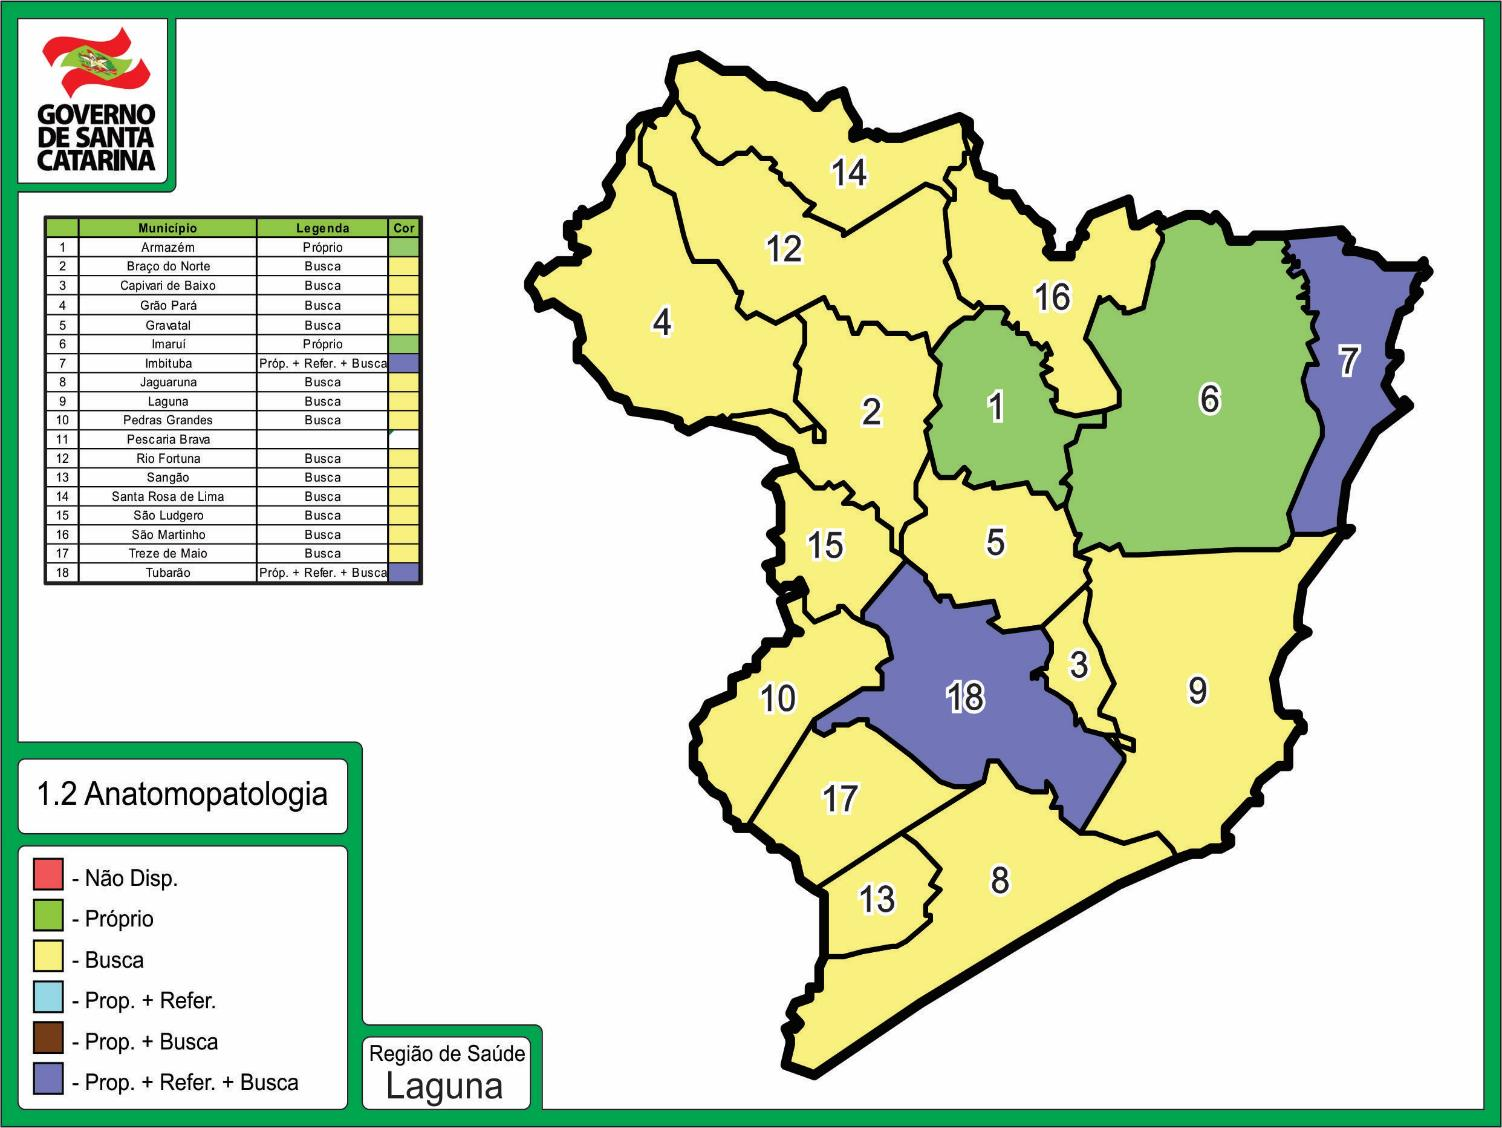 GOVERNO
DE SANTA
CATARINA
Município Legenda Cor
1 Armazém Próprio
2 Braço do Norte Busca
3 Capivari de Baixo Busca
4 Grão Pará Busca
5 Gravatal Busca
6 Imaruí Próprio
7 Imbituba Próp. + Refer. + Busca
8 Jaguaruna Busca
9 Laguna Busca
10 Pedras Grandes Busca
11 Pescaria Brava
12 Rio Fortuna Busca
13 Sangão Busca
14 Santa Rosa de Lima Busca
15 São Ludgero Busca
16 São Martinho Busca
17 Treze de Maio Busca
18 Tubarão Próp. + Refer. + Busca
14
12
16
4
7
6
1
2
5
15
3
9
18
10
17
8
13
1.2 Anatomopatologia
- Não Disp.
- Próprio
- Busca
- Prop. + Refer.
- Prop. + Busca
- Prop. + Refer. + Busca
Região de Saúde
Laguna